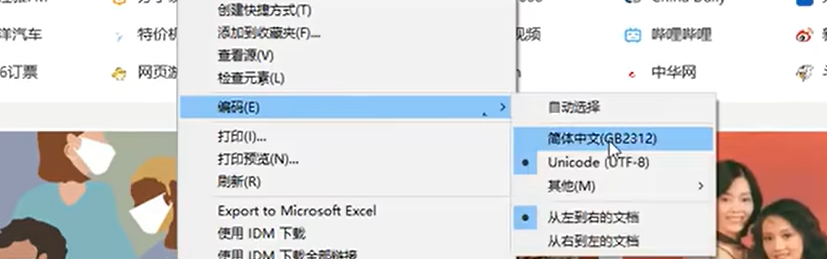 创建快捷方式(T)
China Daily
洋汽车
特价机
添加到收藏夹(F)...
视频
哔哩哔哩
查看源(V)
6订票
网页游
检查元素(L)
中华网
编码(E)
自动选择
打印(I)...
简体中文(GB2312)
打印预览(N)...
Unicode (UTF-8)
刷新(R)
其他(M)
Export to Microsoft Excel
从左到右的文档
使用 IDM 下载
从右到左的文档
使用 IDM 下载全部链接